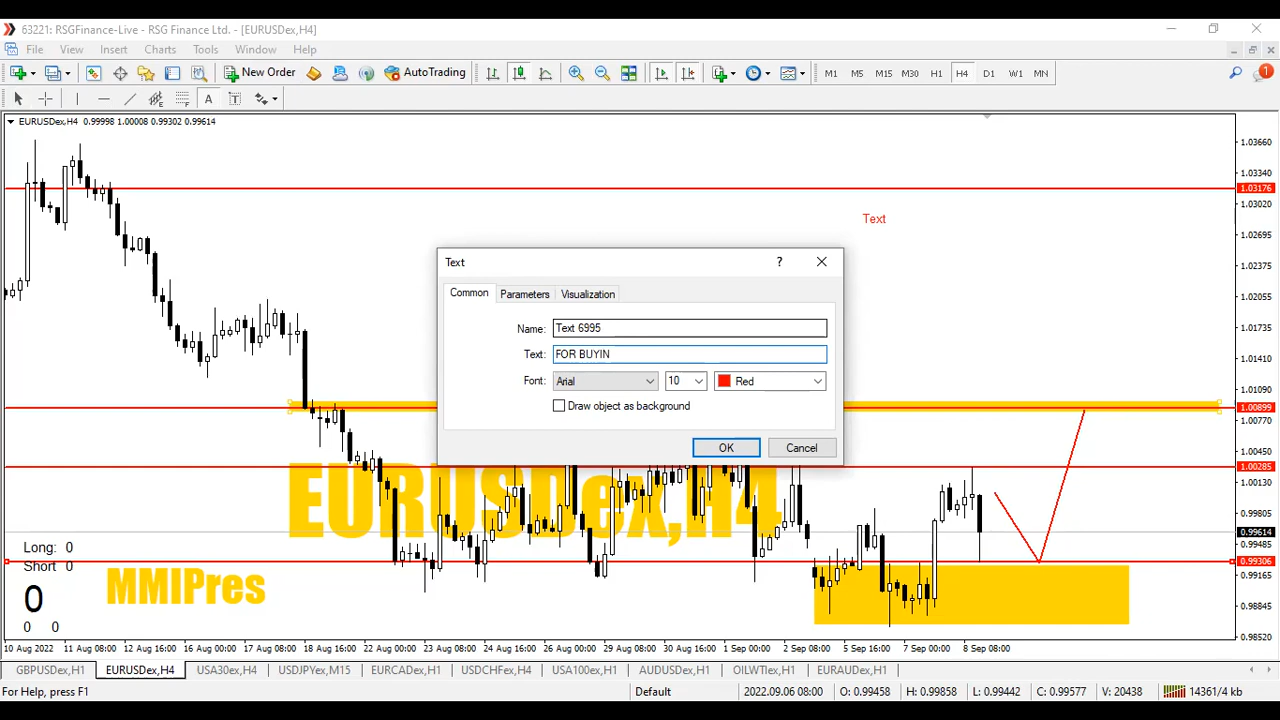 63221: RSGFinance-Live - RSG Finance Ltd. - [EURUSDex,H4]
File View Insert Charts Tools Window Help
New Order AutoTrading M1 M5 M15 M30 H1 H4 D1 W1 MN 1
A T
EURUSDex,H4 0.99998 1.00008 0.99302 0.99614
1.03660
1.03340
1.03176
1.03020
Text
1.02695
1.02375
1.02055
1.01735
1.01410
1.01090
1.00899
1.00770
1.00450
1.00285
1.00130
0.99805
0.99614
0.99485
0.99306
0.99165
0.98845
0.98520
Text ?
Common Parameters Visualization
Name: Text 6995
Text: FOR BUYIN
Font: Arial 10 Red
Draw object as background
OK Cancel
EURUSDex,H4
Long: 0
Short 0
0
0 0
MMIPres
10 Aug 2022 11 Aug 08:00 12 Aug 16:00 16 Aug 00:00 17 Aug 08:00 18 Aug 16:00 22 Aug 00:00 23 Aug 08:00 24 Aug 16:00 26 Aug 00:00 29 Aug 08:00 30 Aug 16:00 1 Sep 00:00 2 Sep 08:00 5 Sep 16:00 7 Sep 00:00 8 Sep 08:00
GBPUSDex,H1 EURUSDex,H4 USA30ex,H4 USDJPYex,M15 EURCADex,H1 USDCHFex,H4 USA100ex,H1 AUDUSDex,H1 OILWTIex,H1 EURAUDex,H1
For Help, press F1 Default 2022.09.06 08:00 O: 0.99458 H: 0.99858 L: 0.99442 C: 0.99577 V: 20438 14361/4 kb